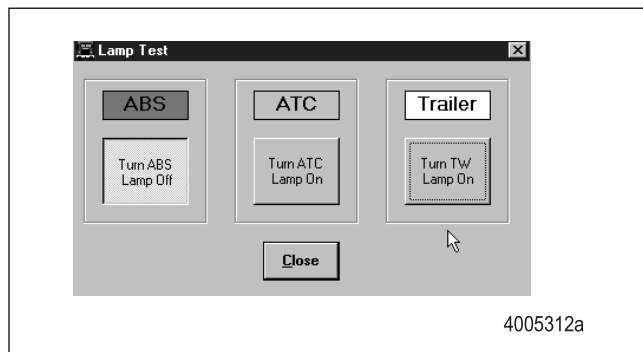 Lamp Test
ABS
ATC
Trailer
Turn ABS
Lamp Off
Turn ATC
Lamp On
Turn TW
Lamp On
Close
4005312a